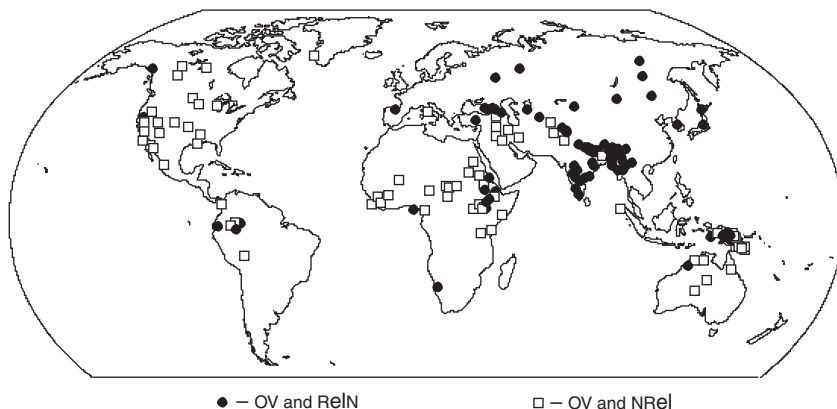 ● – OV and RelN □ – OV and NRel